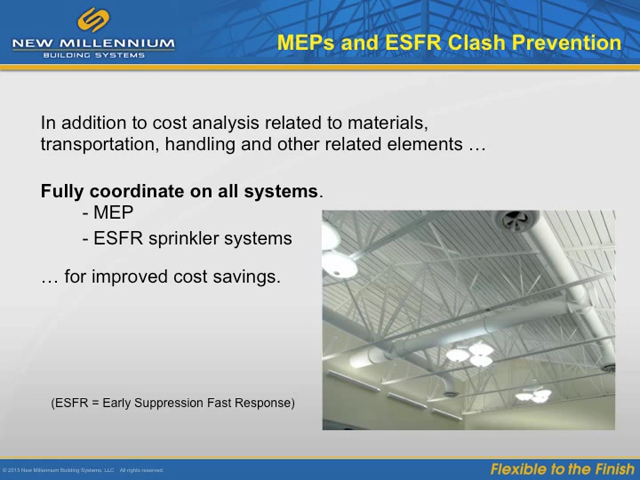 NEW MILLENNIUM
BUILDING SYSTEMS
MEPs and ESFR Clash Prevention
In addition to cost analysis related to materials,
transportation, handling and other related elements …
Fully coordinate on all systems.
- MEP
- ESFR sprinkler systems
… for improved cost savings.
(ESFR = Early Suppression Fast Response)
© 2013 New Millennium Building Systems, LLC All rights reserved.
Flexible to the Finish